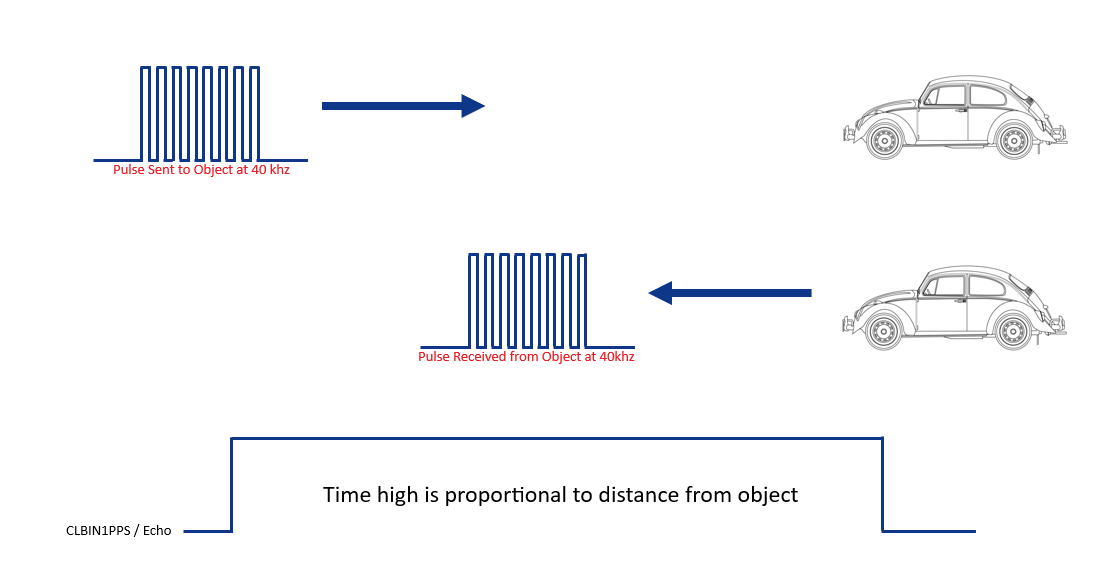 Pulse Sent to Object at 40 khz
Pulse Received from Object at 40khz
Time high is proportional to distance from object
CLBIN1PPS / Echo